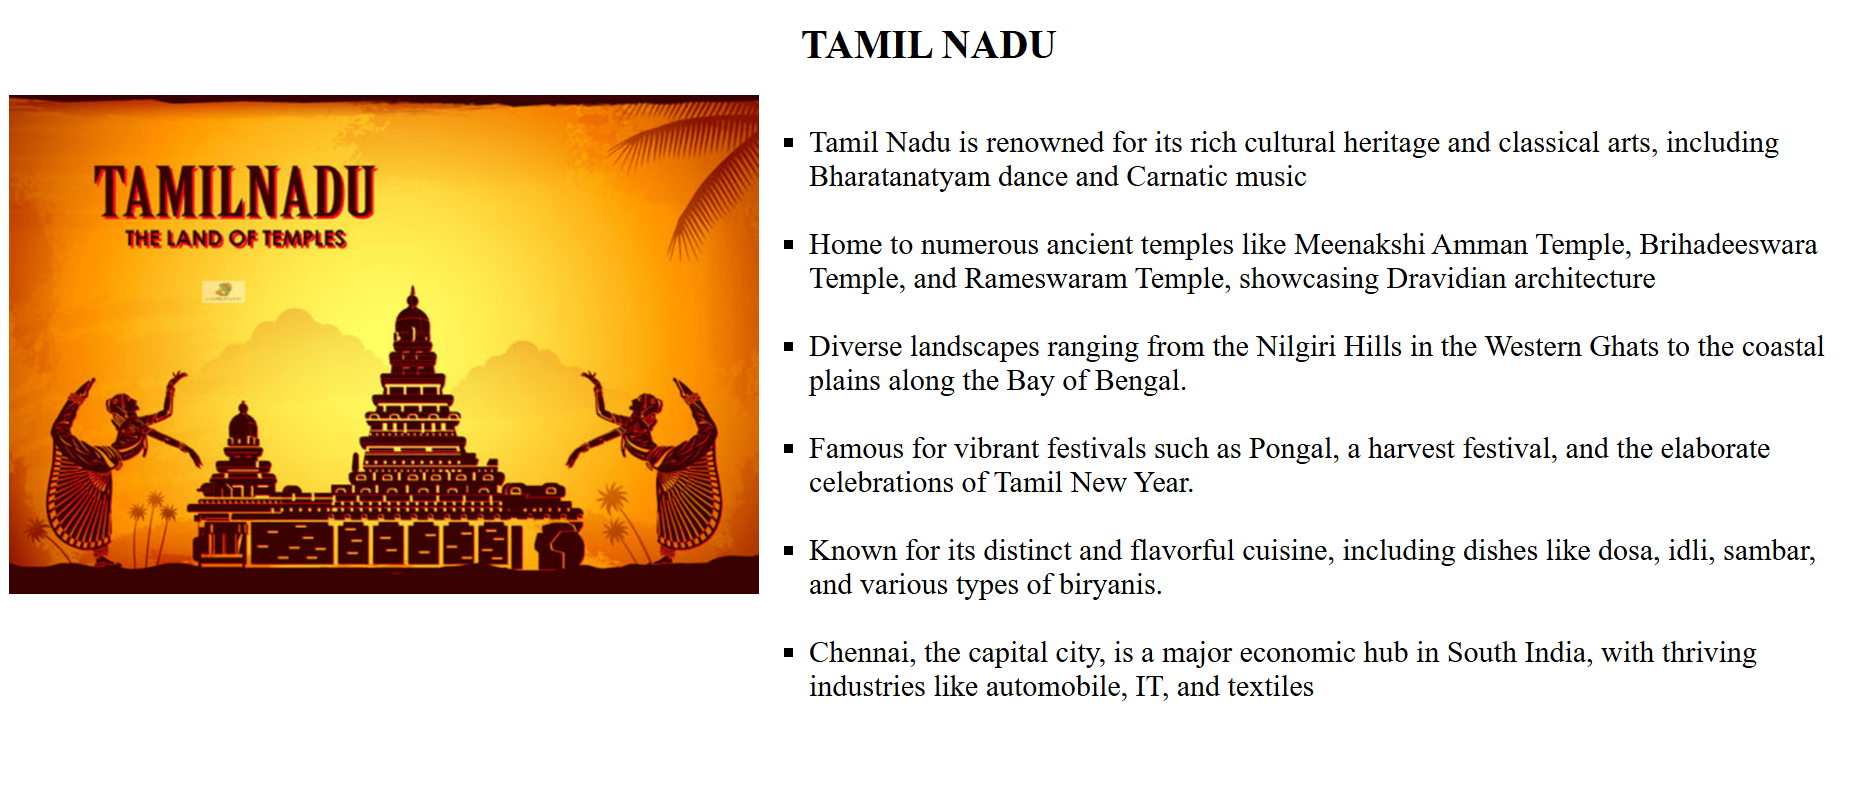 TAMIL NADU
TAMILNADU
THE LAND OF TEMPLES
Tamil Nadu is renowned for its rich cultural heritage and classical arts, including
Bharatanatyam dance and Carnatic music
Home to numerous ancient temples like Meenakshi Amman Temple, Brihadeeswara
Temple, and Rameswaram Temple, showcasing Dravidian architecture
Diverse landscapes ranging from the Nilgiri Hills in the Western Ghats to the coastal
plains along the Bay of Bengal.
Famous for vibrant festivals such as Pongal, a harvest festival, and the elaborate
celebrations of Tamil New Year.
Known for its distinct and flavorful cuisine, including dishes like dosa, idli, sambar,
and various types of biryanis.
Chennai, the capital city, is a major economic hub in South India, with thriving
industries like automobile, IT, and textiles